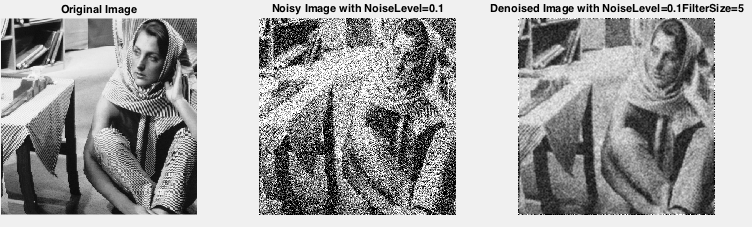 Original Image
Noisy Image with NoiseLevel=0.1
Denoised Image with NoiseLevel=0.1FilterSize=5